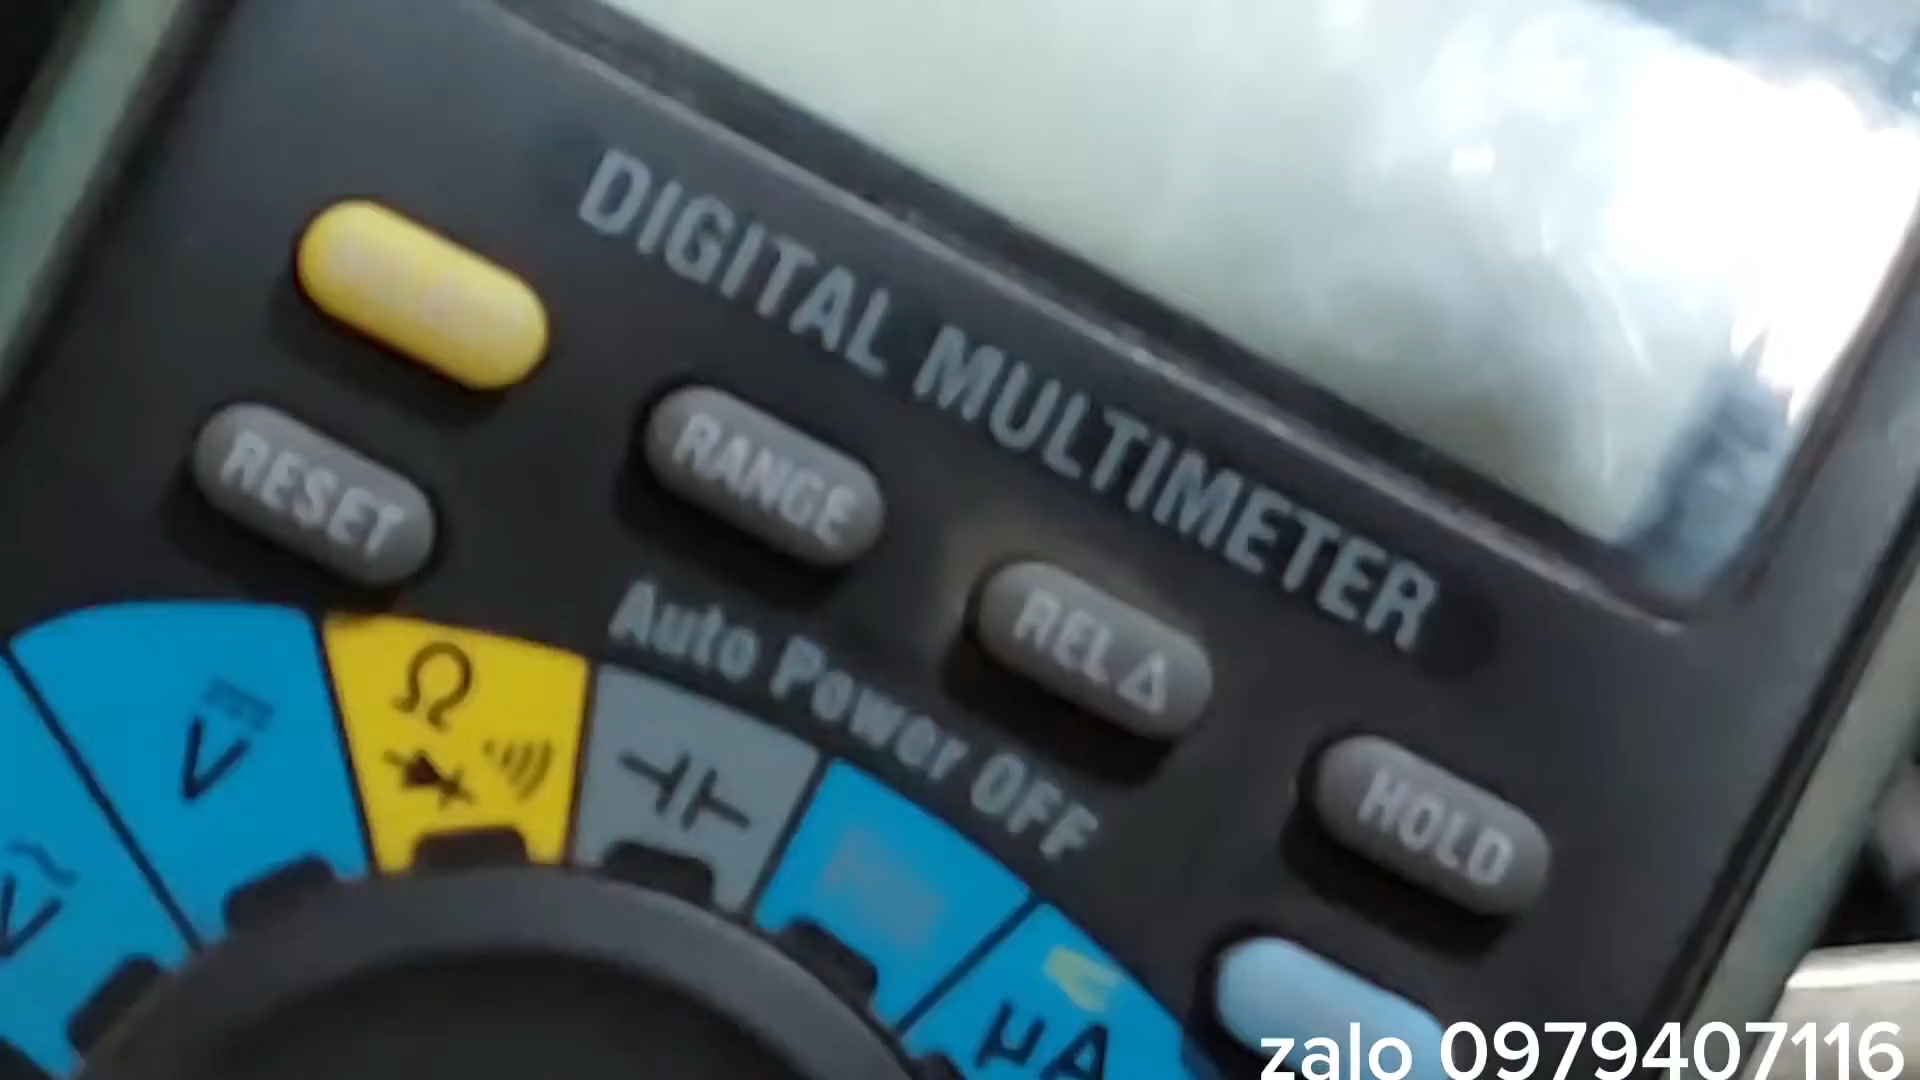 DIGITAL MULTIMETER
RESET
RANGE
REL Δ
HOLD
Auto Power OFF
V
Ω
V
μA
zalo 0979407116